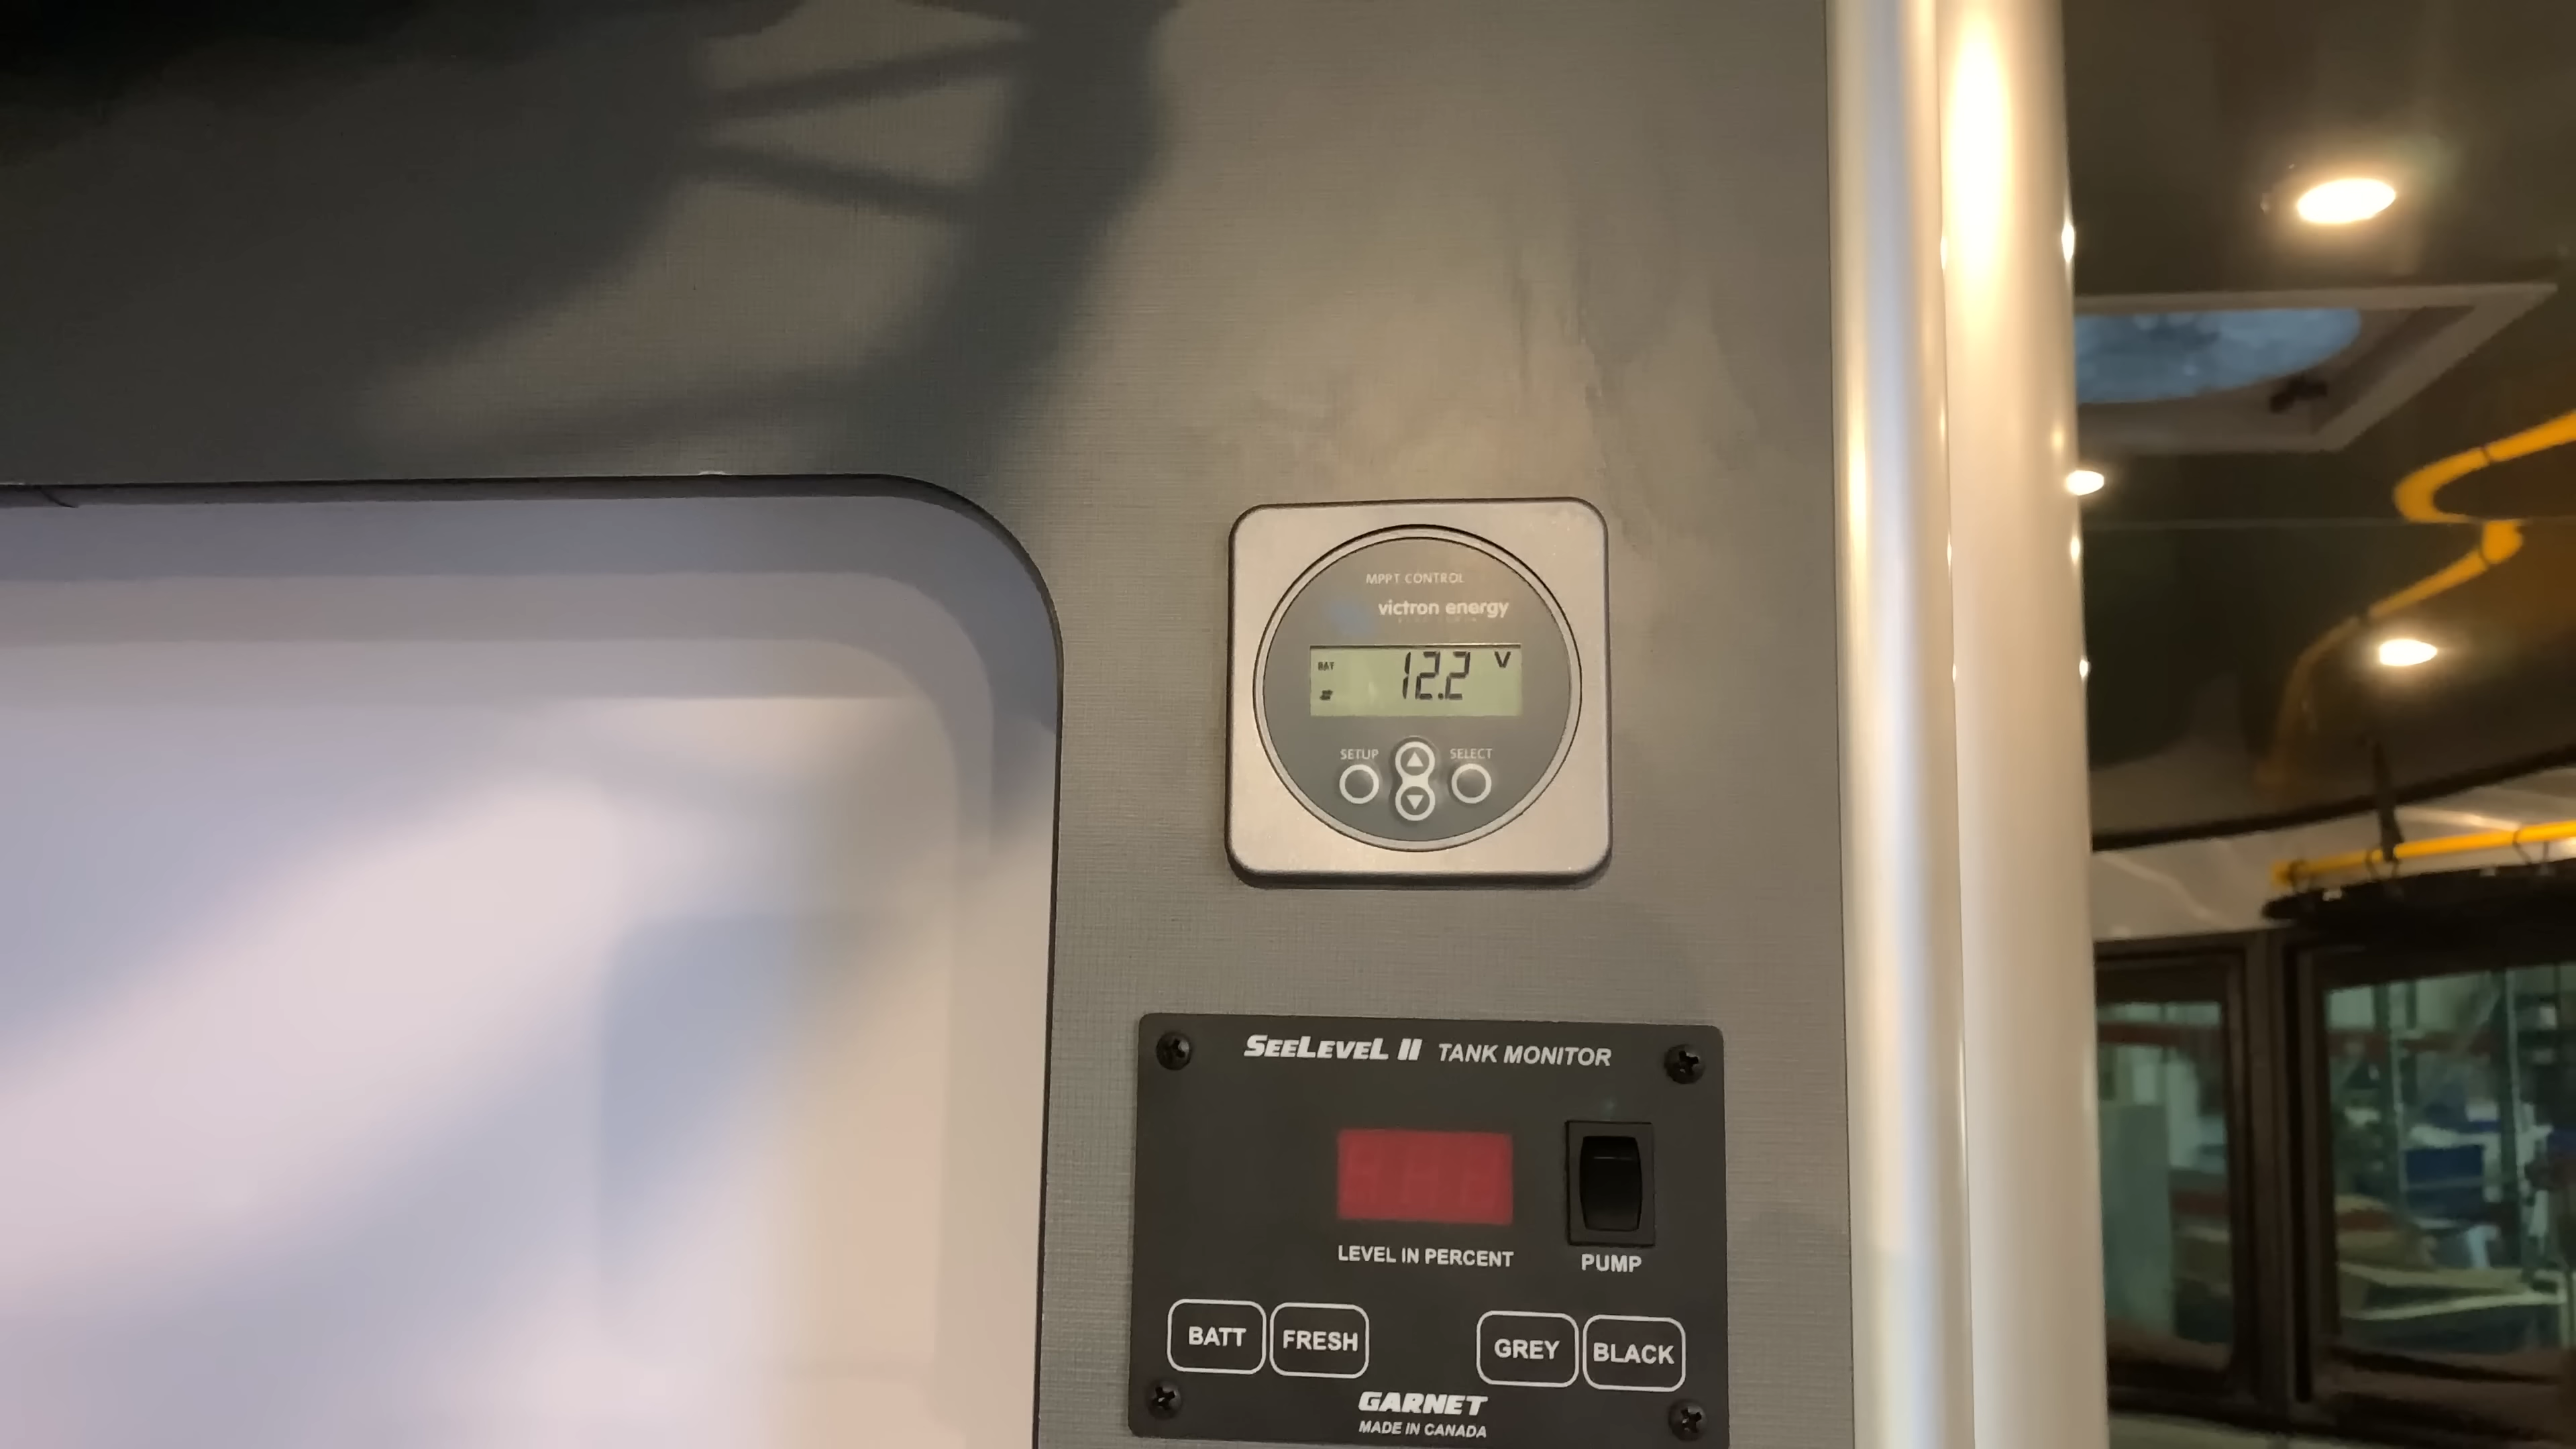 MPPT CONTROL
victron energy
BAT
12.2 V
SETUP
SELECT
SEELEVEL II TANK MONITOR
LEVEL IN PERCENT
PUMP
BATT
FRESH
GREY
BLACK
GARNET
MADE IN CANADA